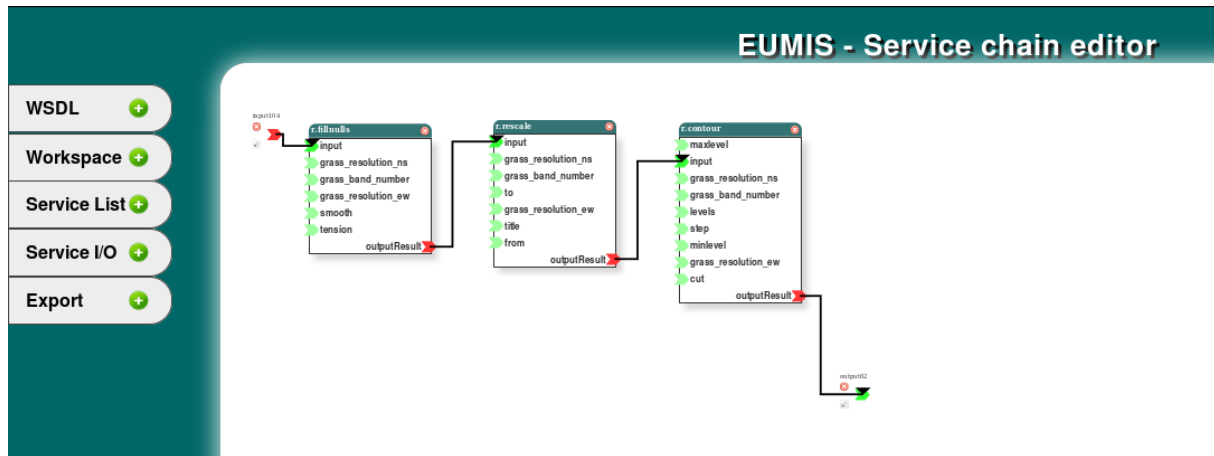 EUMIS - Service chain editor
WSDL
Workspace
Service List
Service I/O
Export
input104
r.fillnulls
input
grass_resolution_ns
grass_band_number
grass_resolution_ew
smooth
tension
outputResult
r.rescale
input
grass_resolution_ns
grass_band_number
to
grass_resolution_ew
title
from
outputResult
r.contour
maxlevel
input
grass_resolution_ns
grass_band_number
levels
step
minlevel
grass_resolution_ew
cut
outputResult
output62